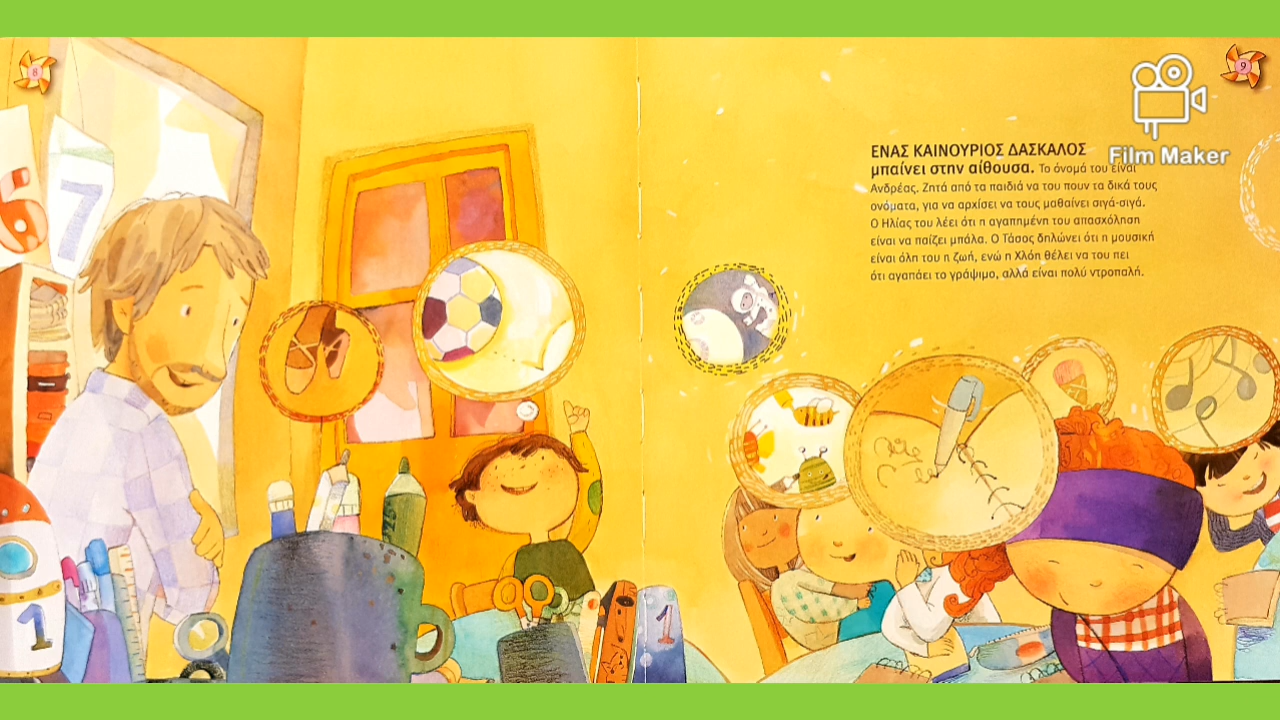 8
9
6
7
Film Maker
ΕΝΑΣ ΚΑΙΝΟΥΡΙΟΣ ΔΑΣΚΑΛΟΣ
μπαίνει στην αίθουσα. Το όνομά του είναι
Ανδρέας. Ζητά από τα παιδιά να του πουν τα δικά τους
ονόματα, για να αρχίσει να τους μαθαίνει σιγά-σιγά.
Ο Ηλίας του λέει ότι η αγαπημένη του απασχόληση
είναι να παίζει μπάλα. Ο Τάσος δηλώνει ότι η μουσική
είναι όλη του η ζωή, ενώ η Χλόη θέλει να του πει
ότι αγαπάει το γράψιμο, αλλά είναι πολύ ντροπαλή.
1
1